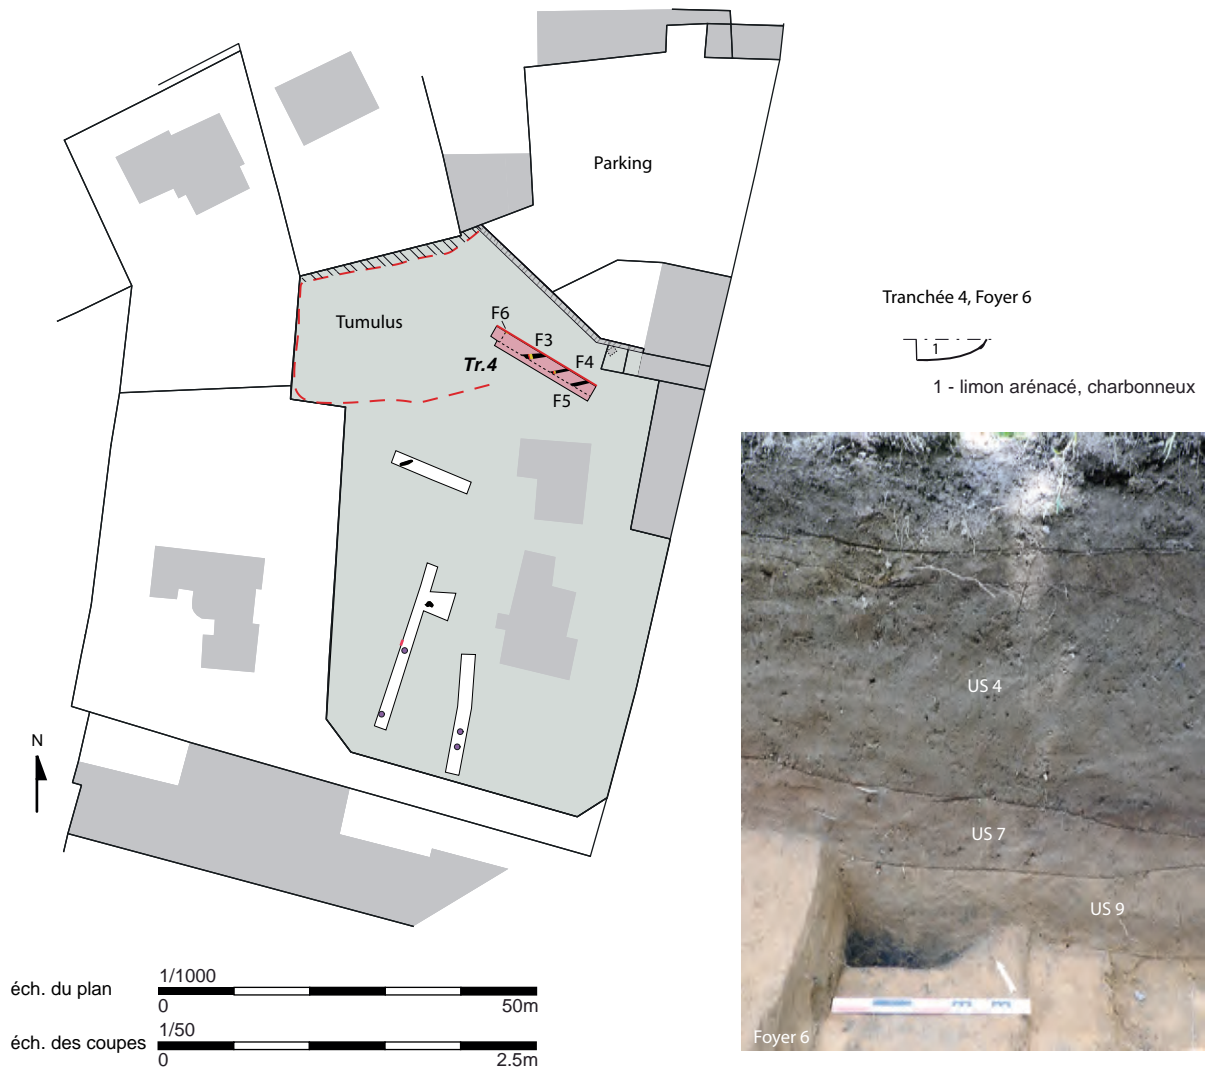 Parking
Tumulus
F6
F3
F4
Tr.4
F5
N
Tranchée 4, Foyer 6
1
1 - limon arénacé, charbonneux
US 4
US 7
US 9
Foyer 6
éch. du plan
1/1000
0
50m
éch. des coupes
1/50
0
2.5m